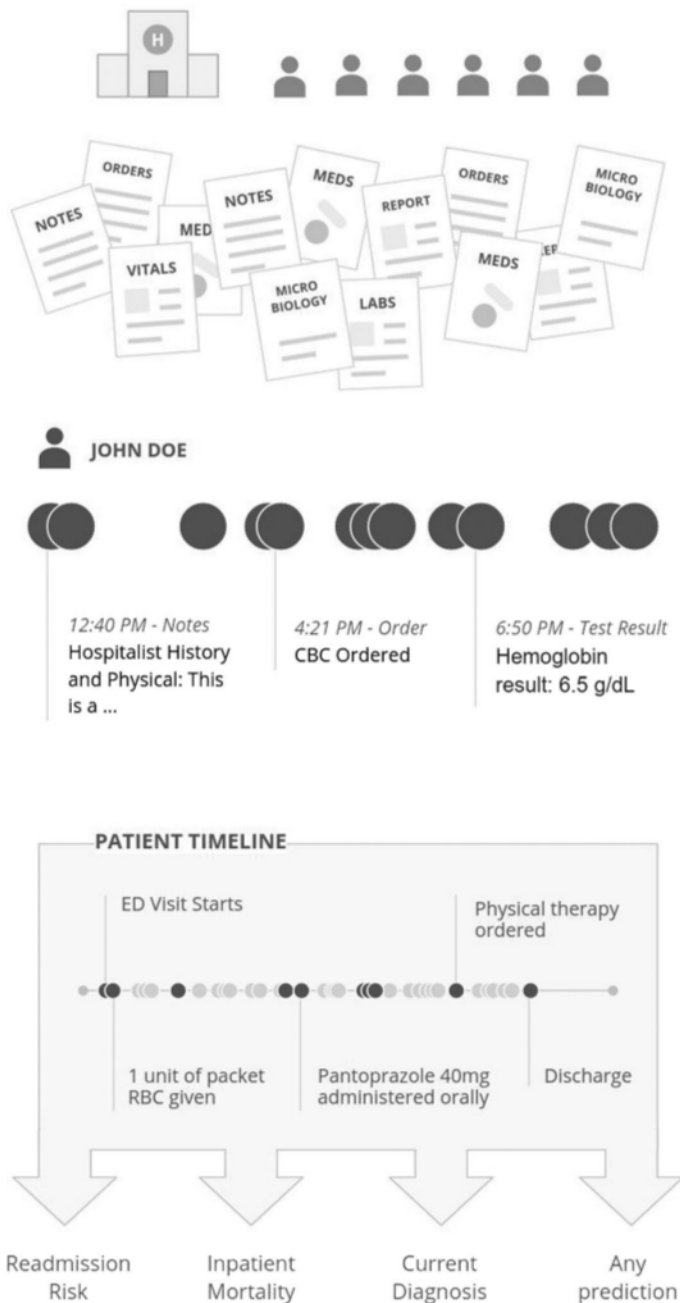 H
ORDERS
NOTES
MEDS
ORDERS
MICRO
BIOLOGY
NOTES
MED
REPORT
VITALS
MICRO
BIOLOGY
LABS
MEDS
JOHN DOE
12:40 PM - Notes
Hospitalist History
and Physical: This
is a ...
4:21 PM - Order
CBC Ordered
6:50 PM - Test Result
Hemoglobin
result: 6.5 g/dL
PATIENT TIMELINE
ED Visit Starts
Physical therapy
ordered
1 unit of packet
RBC given
Pantoprazole 40mg
administered orally
Discharge
Readmission
Risk
Inpatient
Mortality
Current
Diagnosis
Any
prediction